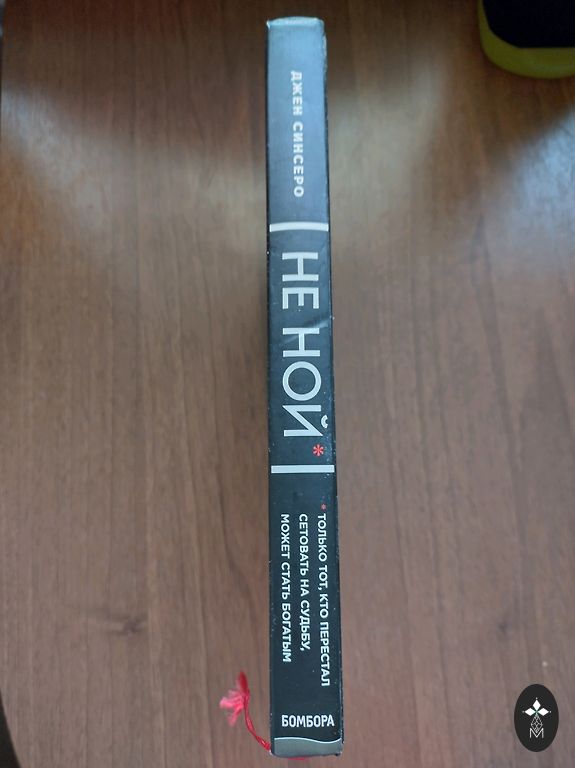 ДЖЕН СИНСЕРО
НЕ НОЙ*
* ТОЛЬКО ТОТ, КТО ПЕРЕСТАЛ
СЕТОВАТЬ НА СУДЬБУ,
МОЖЕТ СТАТЬ БОГАТЫМ
БОМБОРА
M